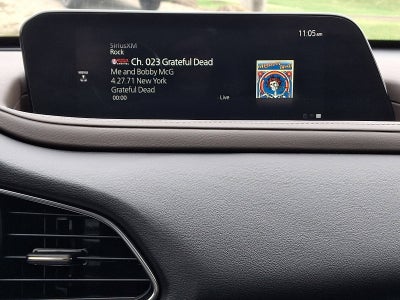 11:05am
SiriusXM
Rock
Ch. 023 Grateful Dead
Me and Bobby McG
4.27.71 New York
Grateful Dead
00:00 Live